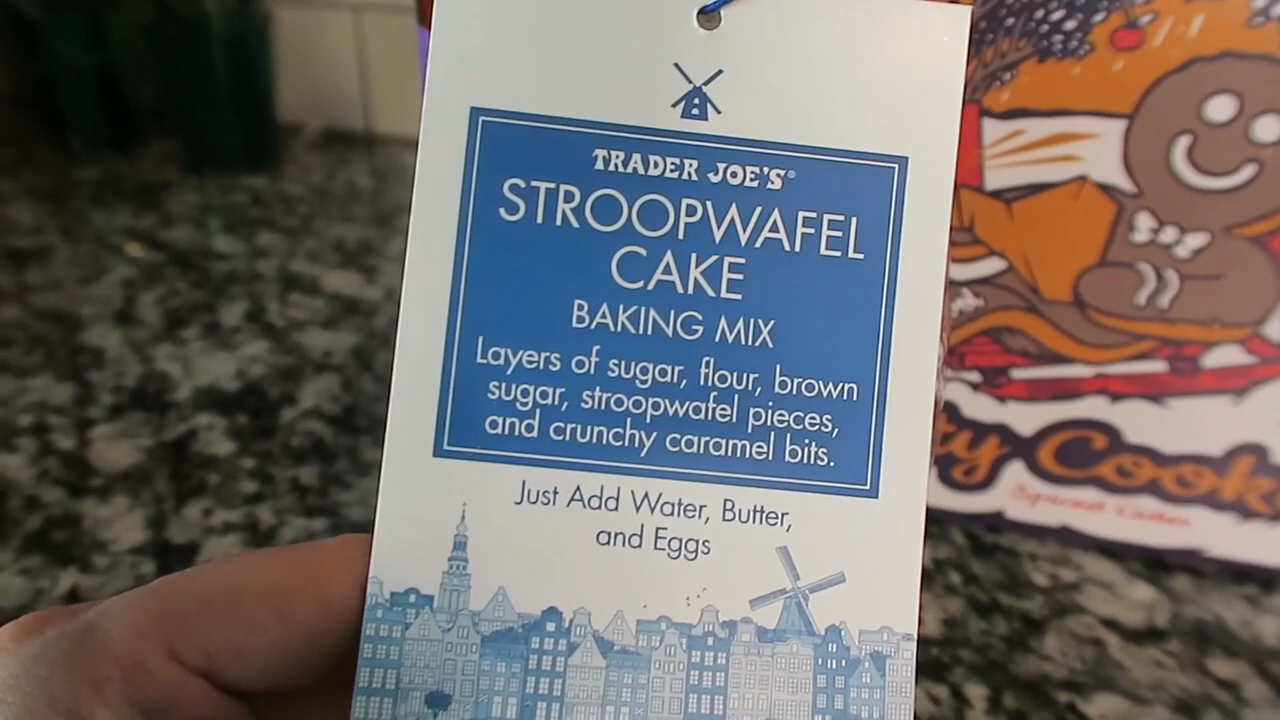 TRADER JOE'S®
STROOPWAFEL
CAKE
BAKING MIX
Layers of sugar, flour, brown
sugar, stroopwafel pieces,
and crunchy caramel bits.
Just Add Water, Butter,
and Eggs